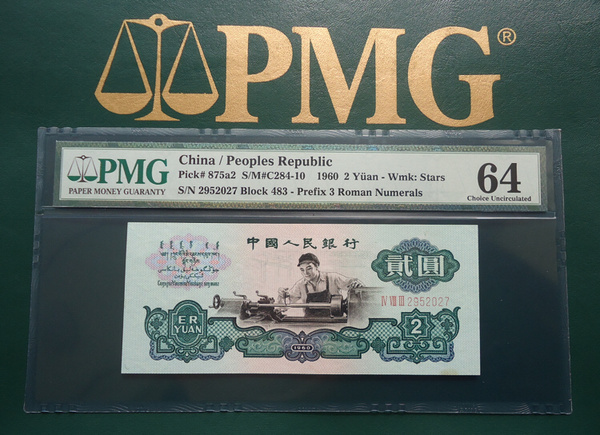 PMG®
PMG
PAPER MONEY GUARANTY
China / Peoples Republic
Pick# 875a2 S/M#C284-10 1960 2 Yüan - Wmk: Stars
S/N 2952027 Block 483 - Prefix 3 Roman Numerals
64
Choice Uncirculated
中國人民銀行
貳圓
IV VIII III 2952027
ER
YUAN
1960
2